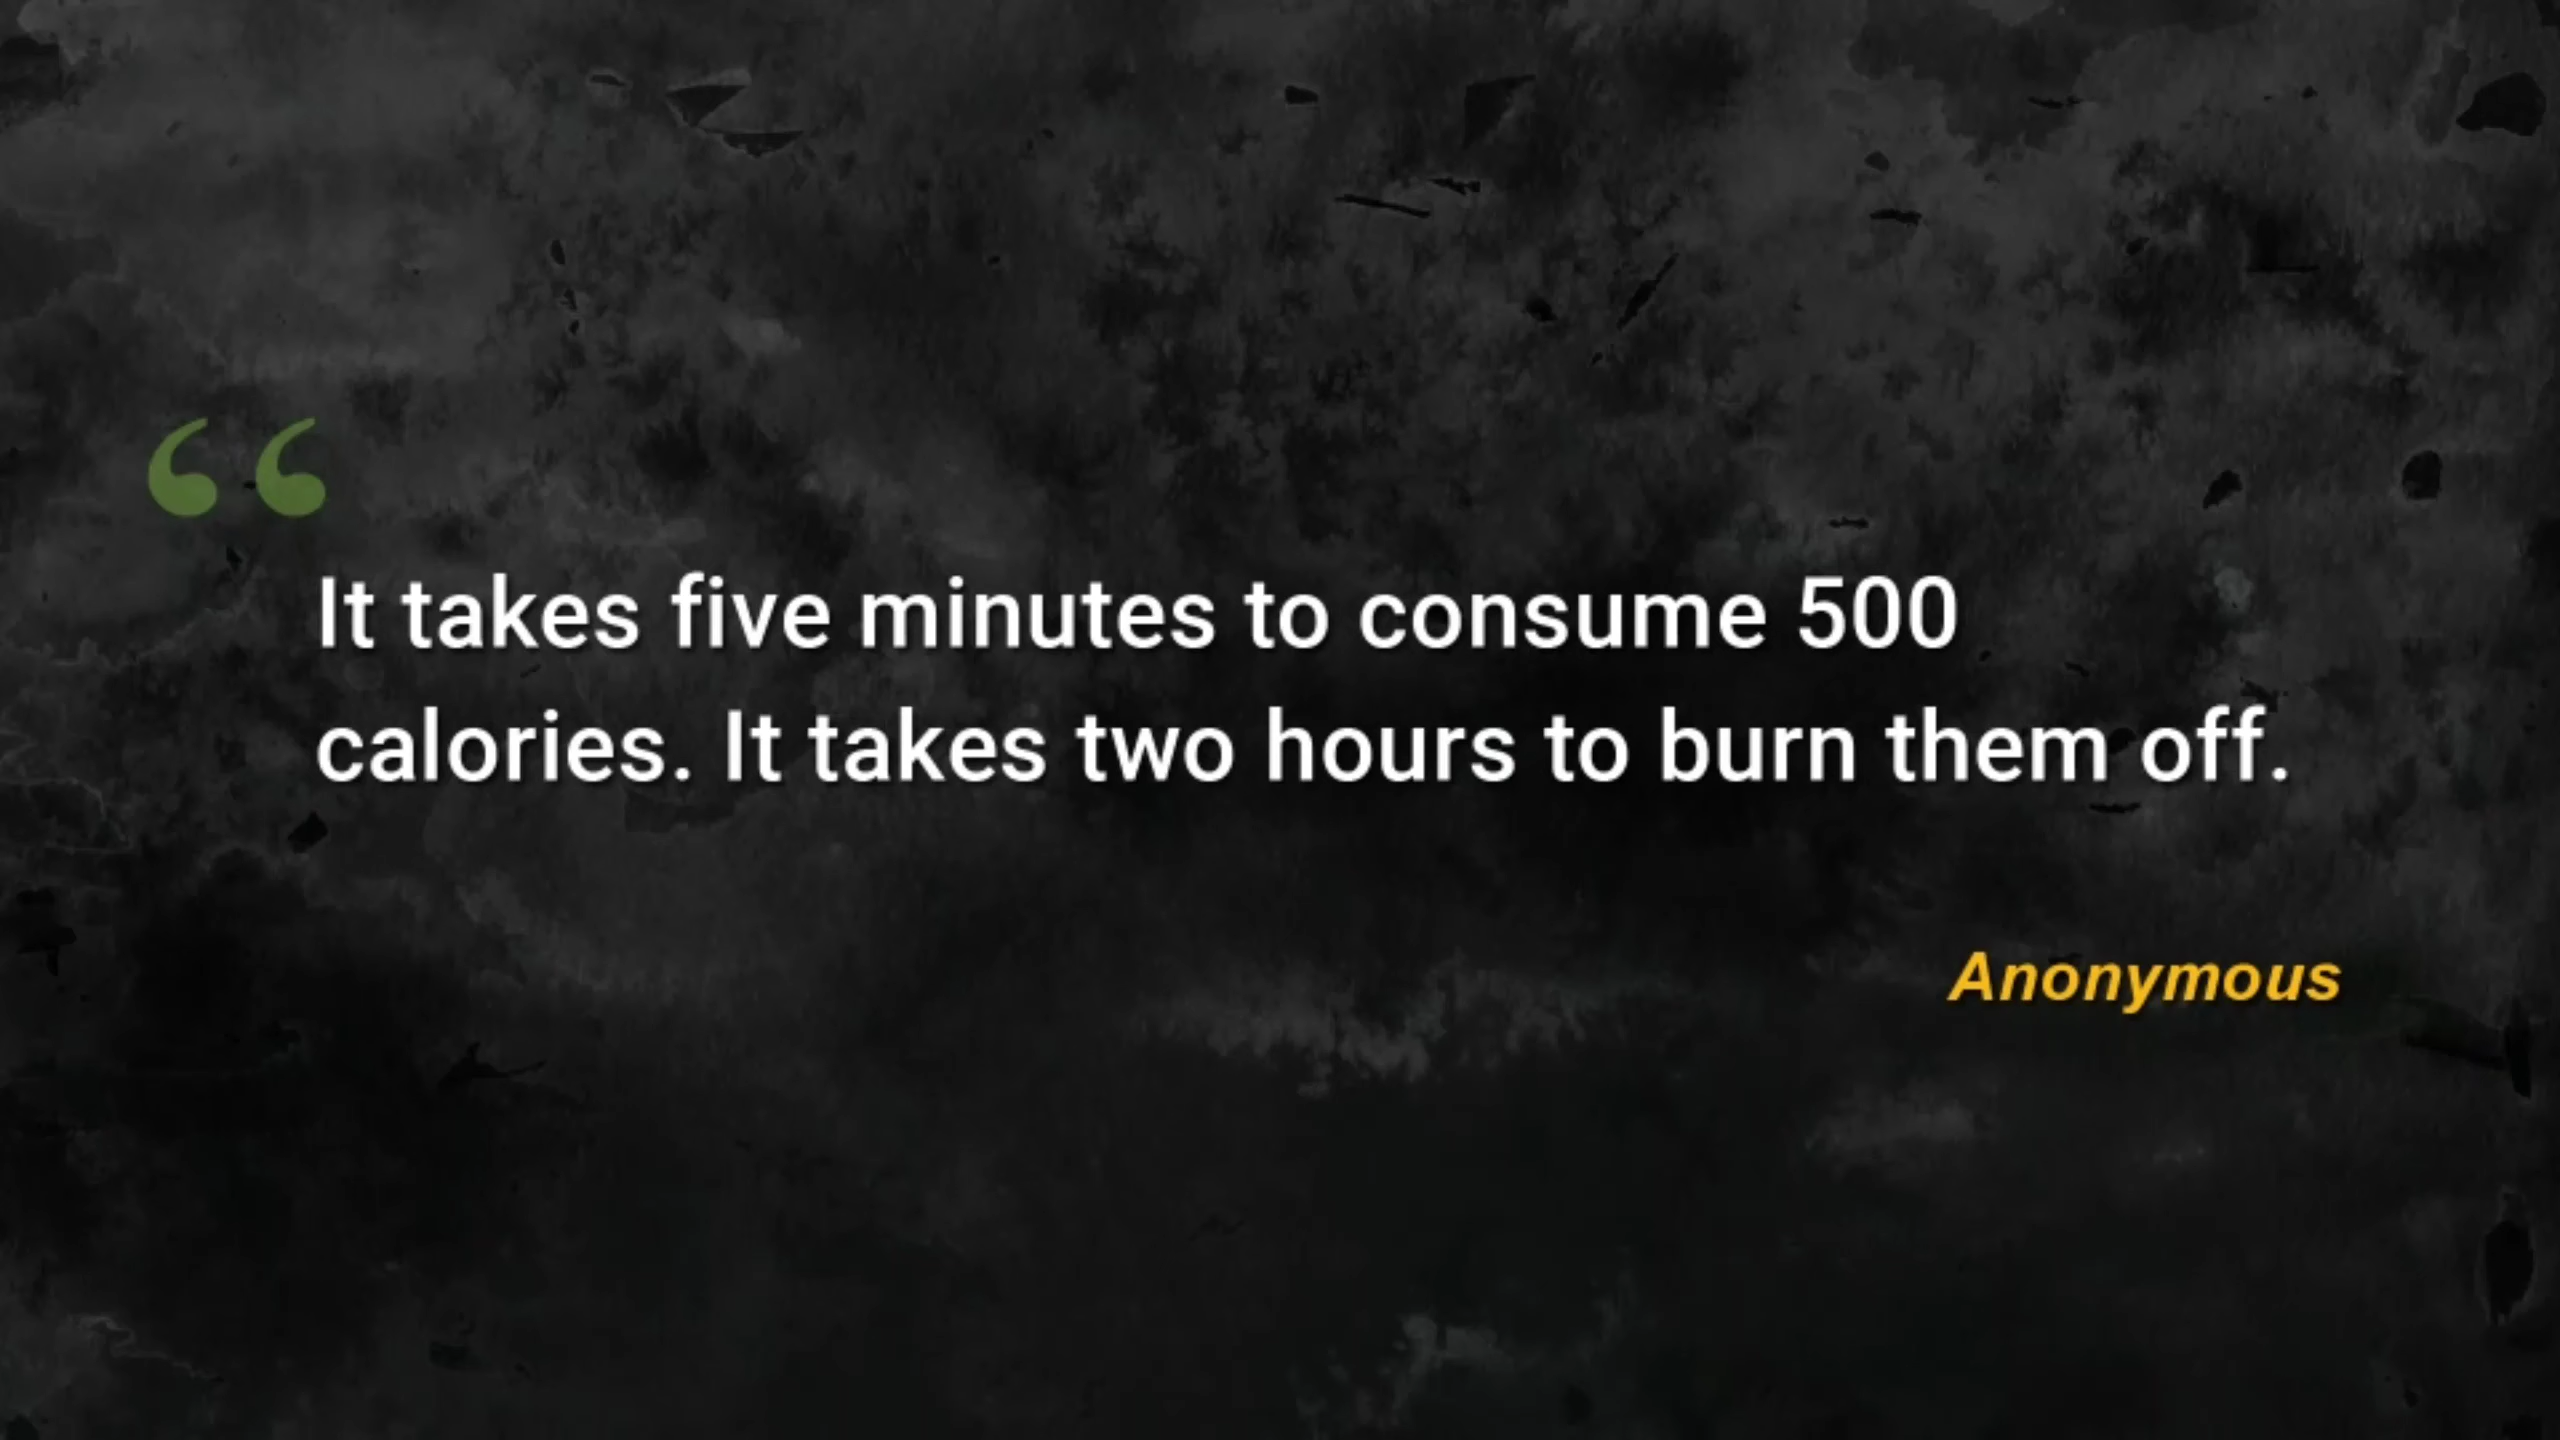 “
It takes five minutes to consume 500
calories. It takes two hours to burn them off.
Anonymous